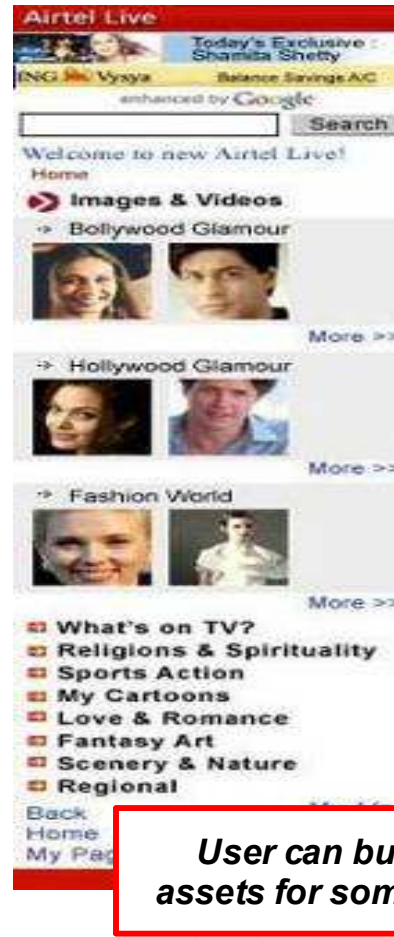 Airtel Live
Today's Exclusive :
Shamita Shetty
ING Vysya Balance Savings A/C
enhanced by Google
Search
Welcome to new Airtel Live!
Home
Images & Videos
Bollywood Glamour
More >>
Hollywood Glamour
More >>
Fashion World
More >>
What's on TV?
Religions & Spirituality
Sports Action
My Cartoons
Love & Romance
Fantasy Art
Scenery & Nature
Regional
Back
Home
My Pag
User can bu
assets for som